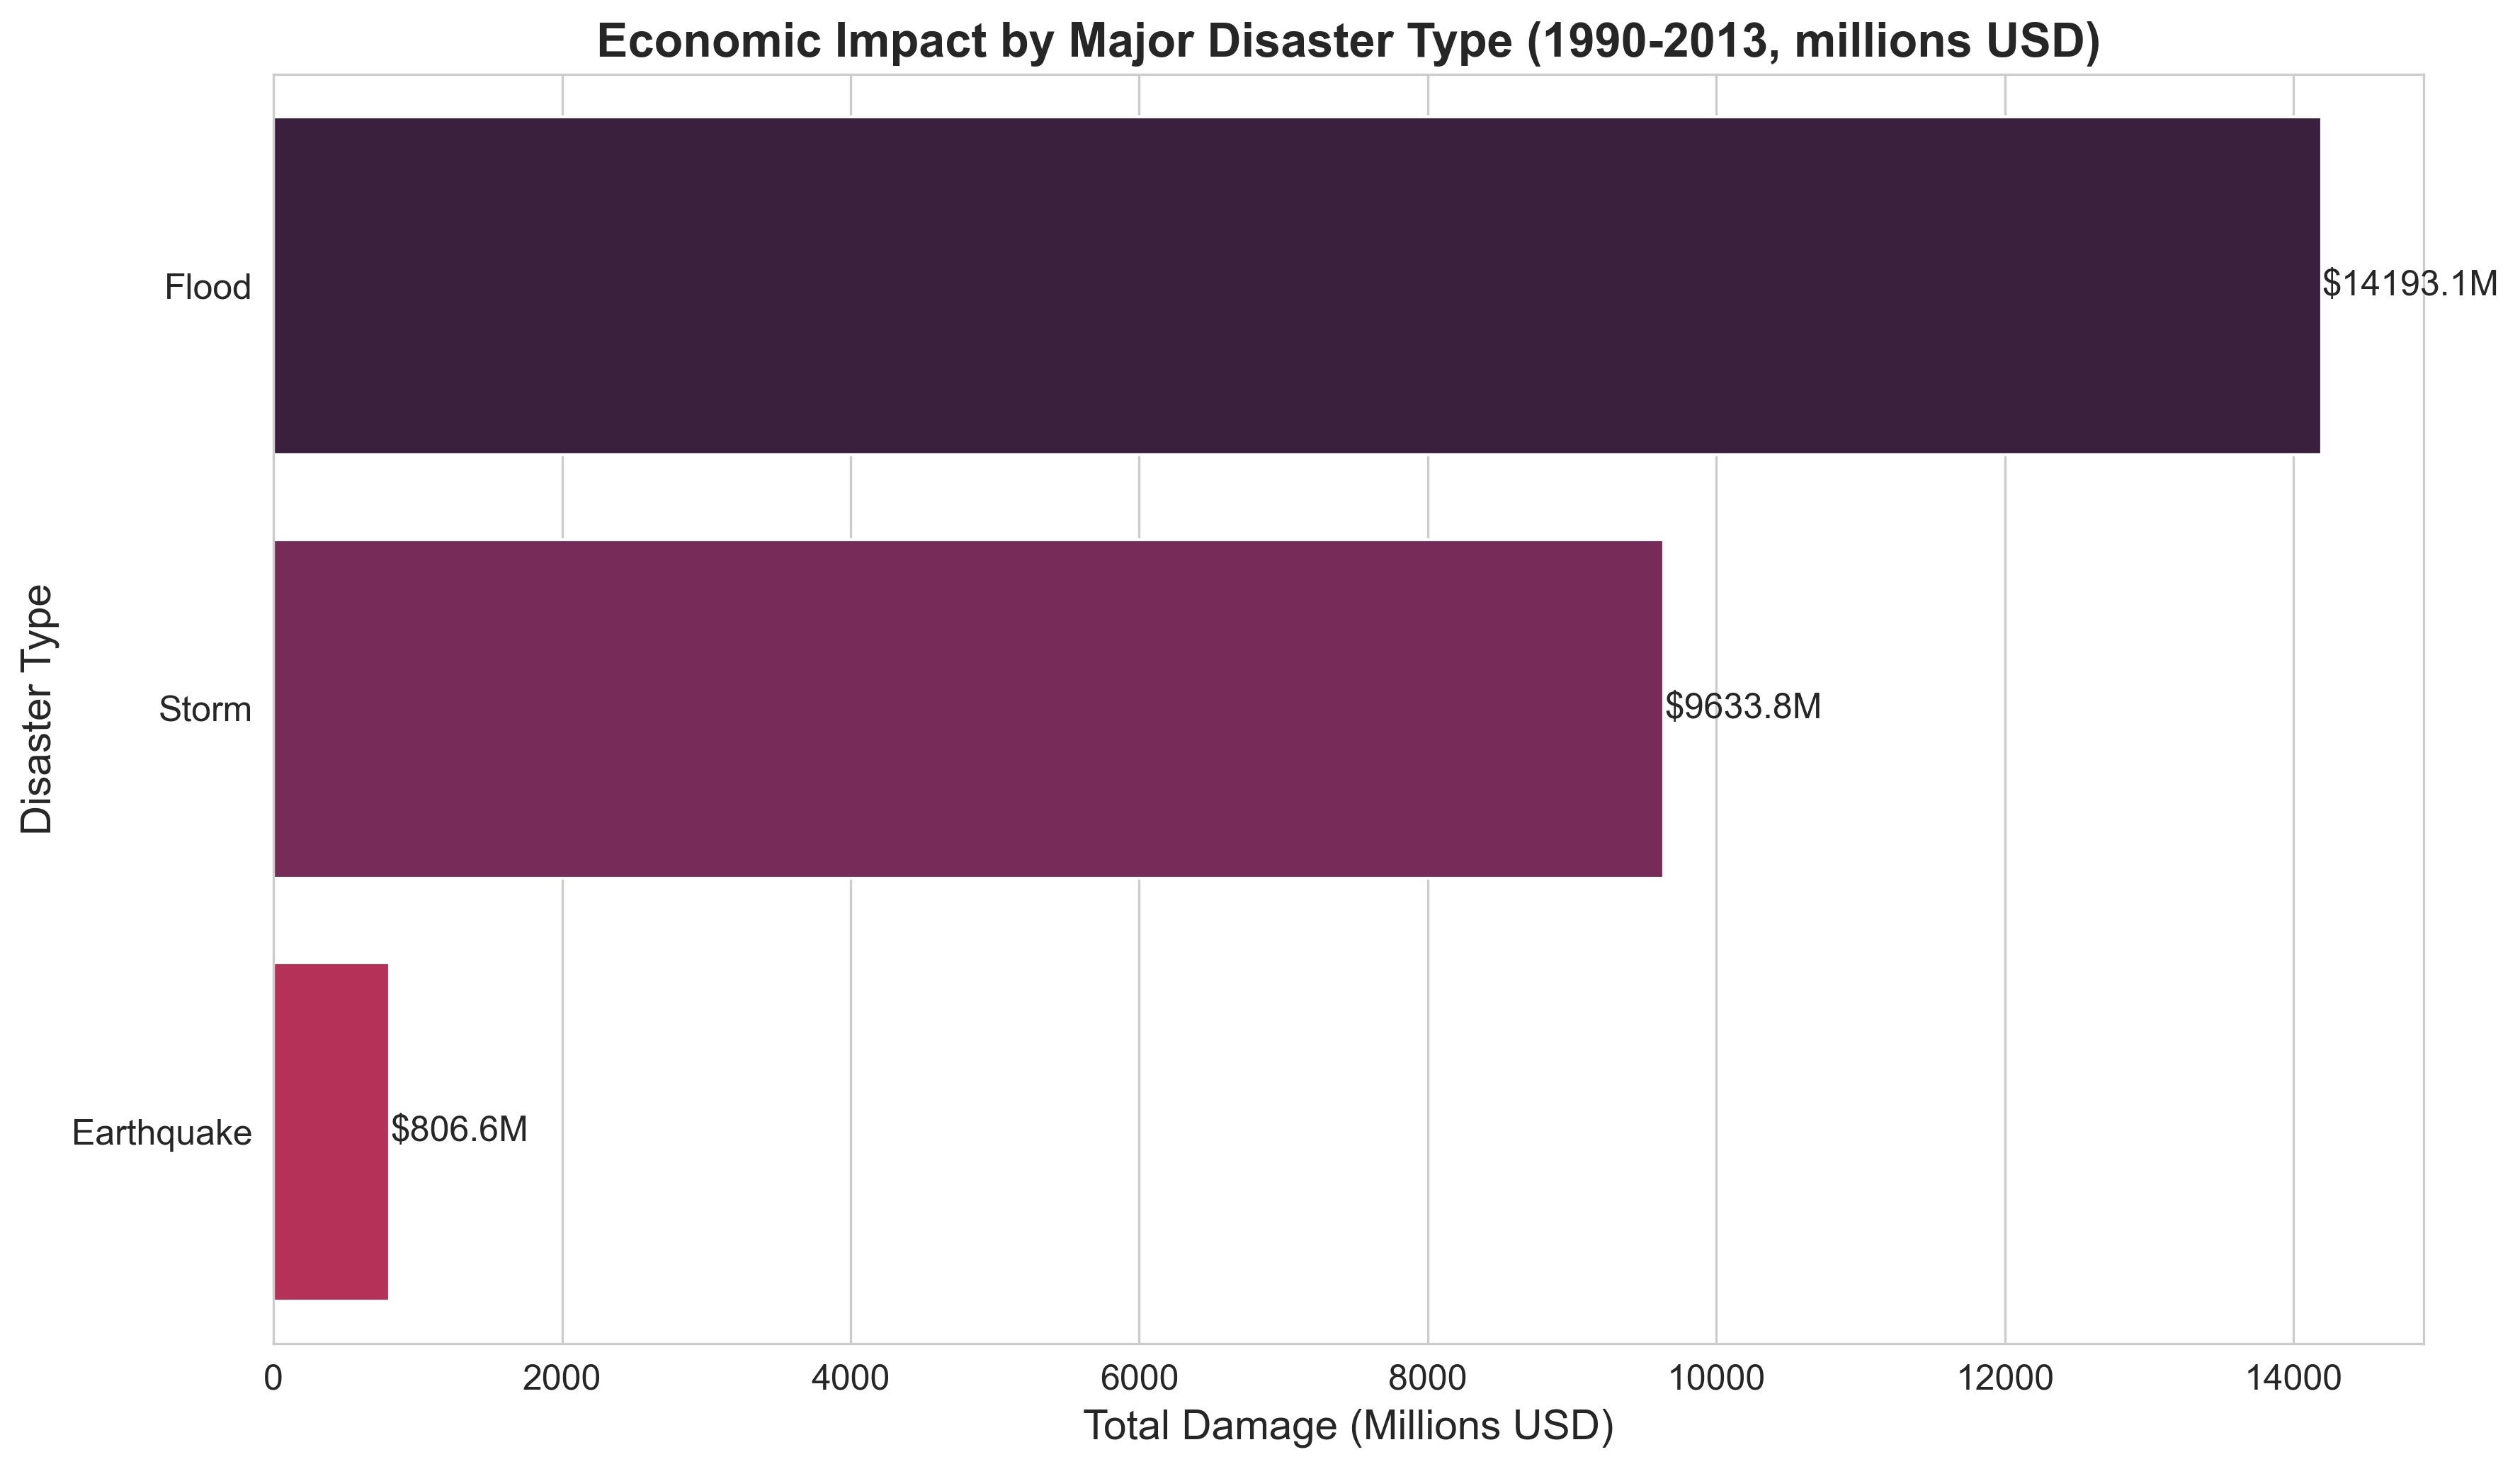 Economic Impact by Major Disaster Type (1990-2013, millions USD)
Disaster Type
Flood
$14193.1M
Storm
$9633.8M
Earthquake
$806.6M
0 2000 4000 6000 8000 10000 12000 14000
Total Damage (Millions USD)